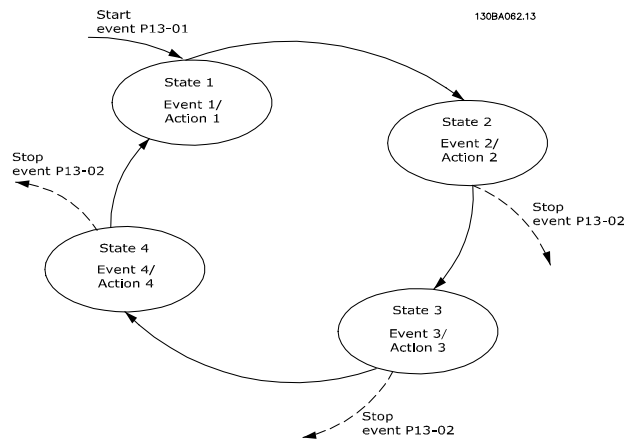 Start
event P13-01
130BA062.13
State 1
Event 1/
Action 1
State 2
Event 2/
Action 2
Stop
event P13-02
Stop
event P13-02
State 4
Event 4/
Action 4
State 3
Event 3/
Action 3
Stop
event P13-02